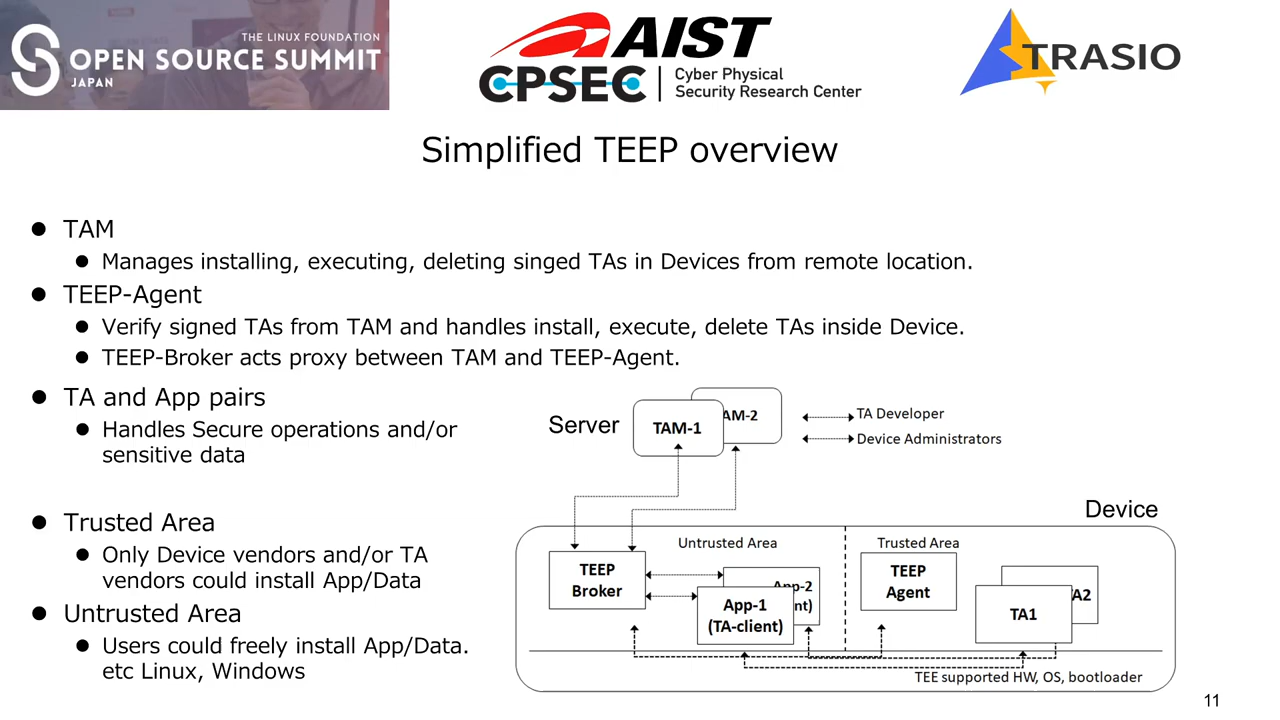 THE LINUX FOUNDATION
OPEN SOURCE SUMMIT
JAPAN
AIST
CPSEC
Cyber Physical
Security Research Center
TRASIO
Simplified TEEP overview
● TAM
● Manages installing, executing, deleting singed TAs in Devices from remote location.
● TEEP-Agent
● Verify signed TAs from TAM and handles install, execute, delete TAs inside Device.
● TEEP-Broker acts proxy between TAM and TEEP-Agent.
● TA and App pairs
● Handles Secure operations and/or
sensitive data
● Trusted Area
● Only Device vendors and/or TA
vendors could install App/Data
● Untrusted Area
● Users could freely install App/Data.
etc Linux, Windows
Server
TAM-1
AM-2
TA Developer
Device Administrators
Device
Untrusted Area
Trusted Area
TEEP
Broker
App-2
nt)
App-1
(TA-client)
TEEP
Agent
TA1
A2
TEE supported HW, OS, bootloader
11